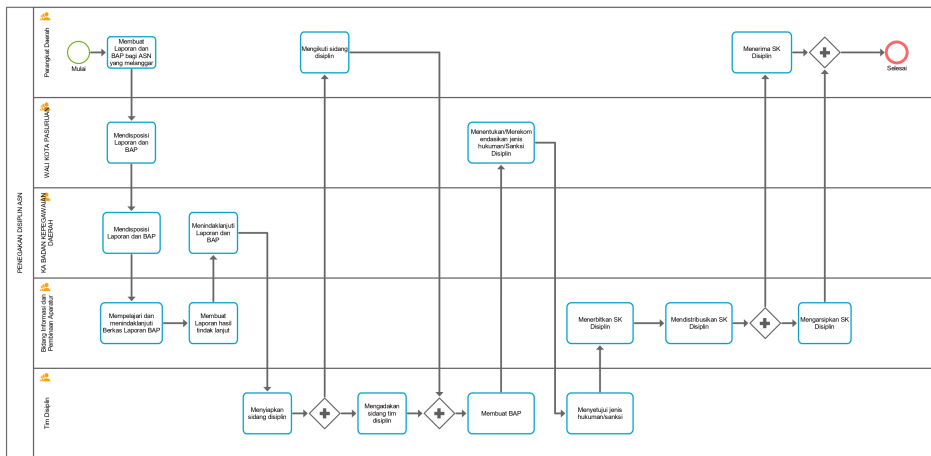 PENEGAKAN DISIPLIN ASN
Perangkat Daerah
Mulai
Membuat
Laporan dan
BAP bagi ASN
yang melanggar
Mengikuti sidang
disiplin
Menerima SK
Disiplin
Selesai
WALI KOTA PASURUAN
Mendisposisi
Laporan dan
BAP
Menentukan/Merekom
endasikan jenis
hukuman/Sanksi
Disiplin
KA BADAN KEPEGAWAIAN
DAERAH
Mendisposisi
Laporan dan BAP
Menindaklanjuti
Laporan dan
BAP
Bidang Informasi dan
Pembinaan Aparatur
Mempelajari dan
menindaklanjuti
Berkas Laporan BAP
Membuat
Laporan hasil
tindak lanjut
Menerbitkan SK
Disiplin
Mendistribusikan SK
Disiplin
Mengarsipkan SK
Disiplin
Tim Disiplin
Menyiapkan
sidang disiplin
Mengadakan
sidang tim
disiplin
Membuat BAP
Menyetujui jenis
hukuman/sanksi